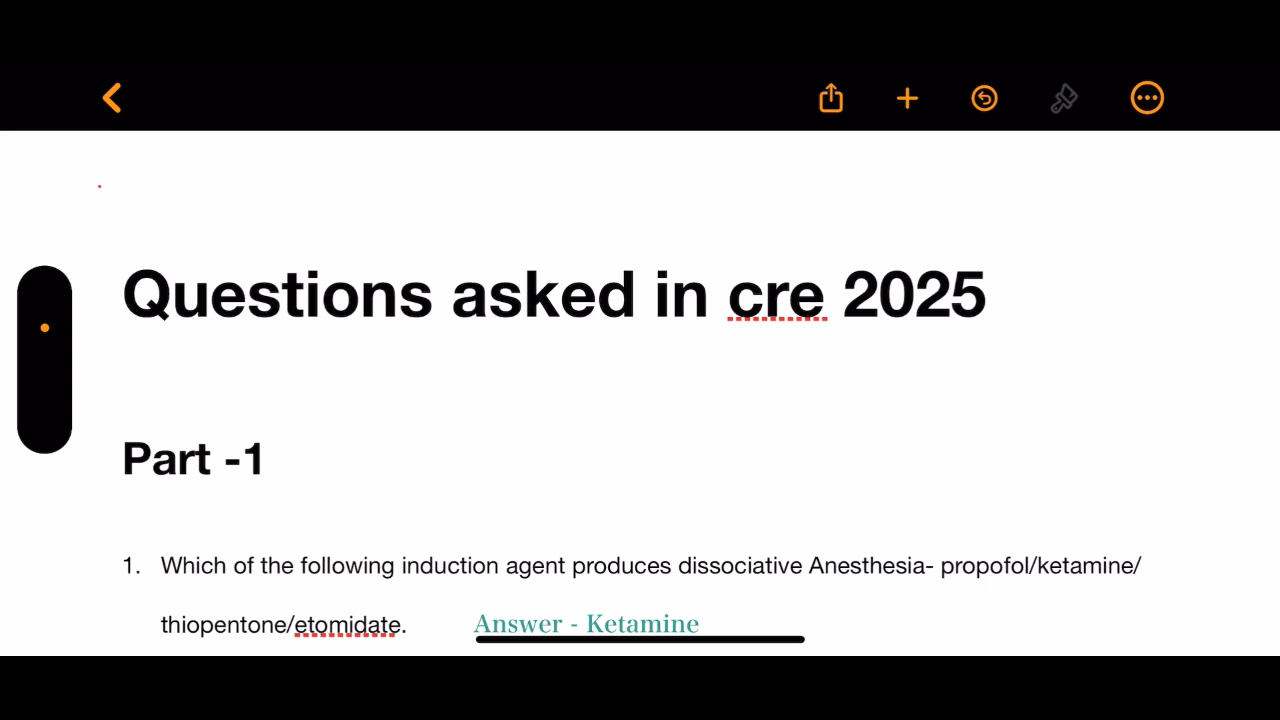 Questions asked in cre 2025
Part -1
1. Which of the following induction agent produces dissociative Anesthesia- propofol/ketamine/
thiopentone/etomidate. Answer - Ketamine